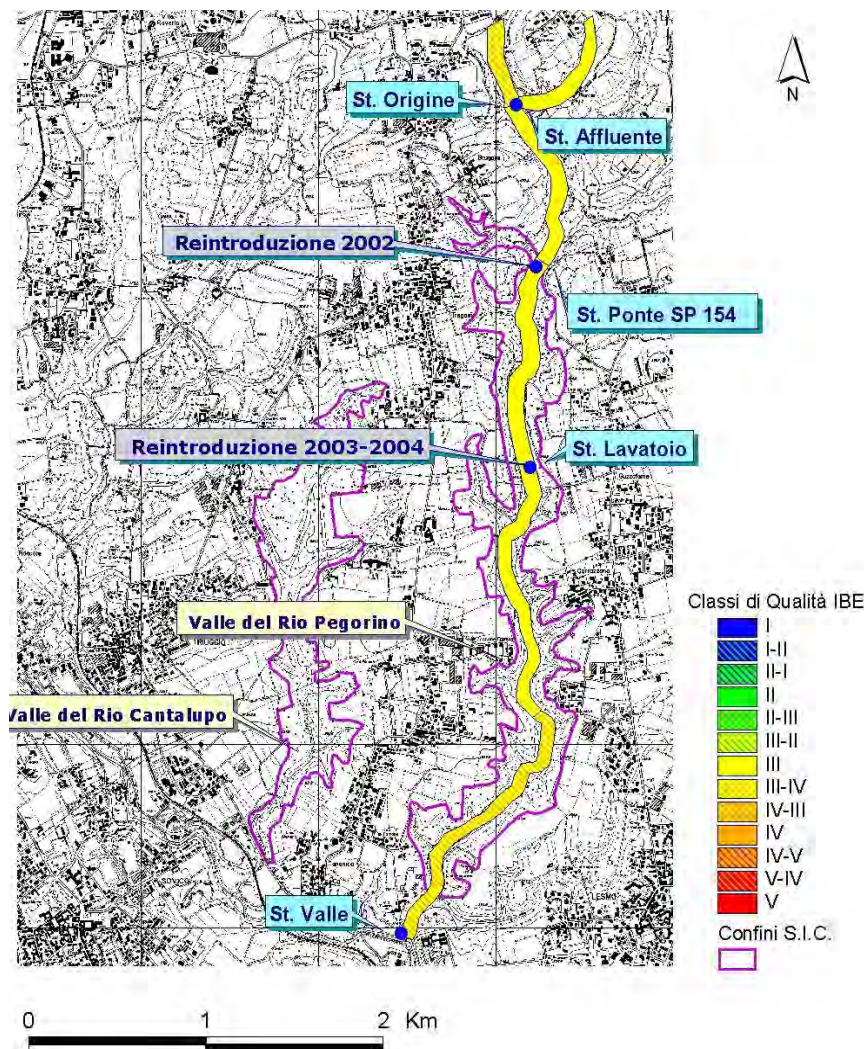 St. Origine
N
St. Affluente
Reintroduzione 2002
St. Ponte SP 154
Reintroduzione 2003-2004
St. Lavatoio
Valle del Rio Pegorino
Valle del Rio Cantalupo
St. Valle
LESMO
Classi di Qualità IBE
I
I-II
II-I
II
II-III
III-II
III
III-IV
IV-III
IV
IV-V
V-IV
V
Confini S.I.C.
0 1 2 Km